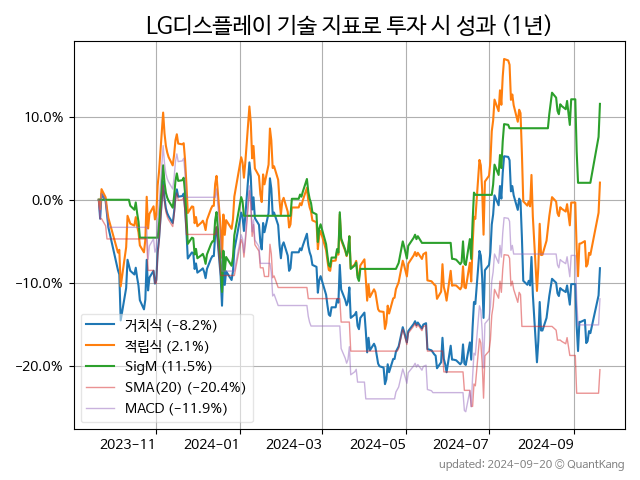 LG디스플레이 기술 지표로 투자 시 성과 (1년)
10.0%
0.0%
−10.0%
−20.0%
거치식 (−8.2%)
적립식 (2.1%)
SigM (11.5%)
SMA(20) (−20.4%)
MACD (−11.9%)
2023-11 2024-01 2024-03 2024-05 2024-07 2024-09
updated: 2024-09-20 © QuantKang